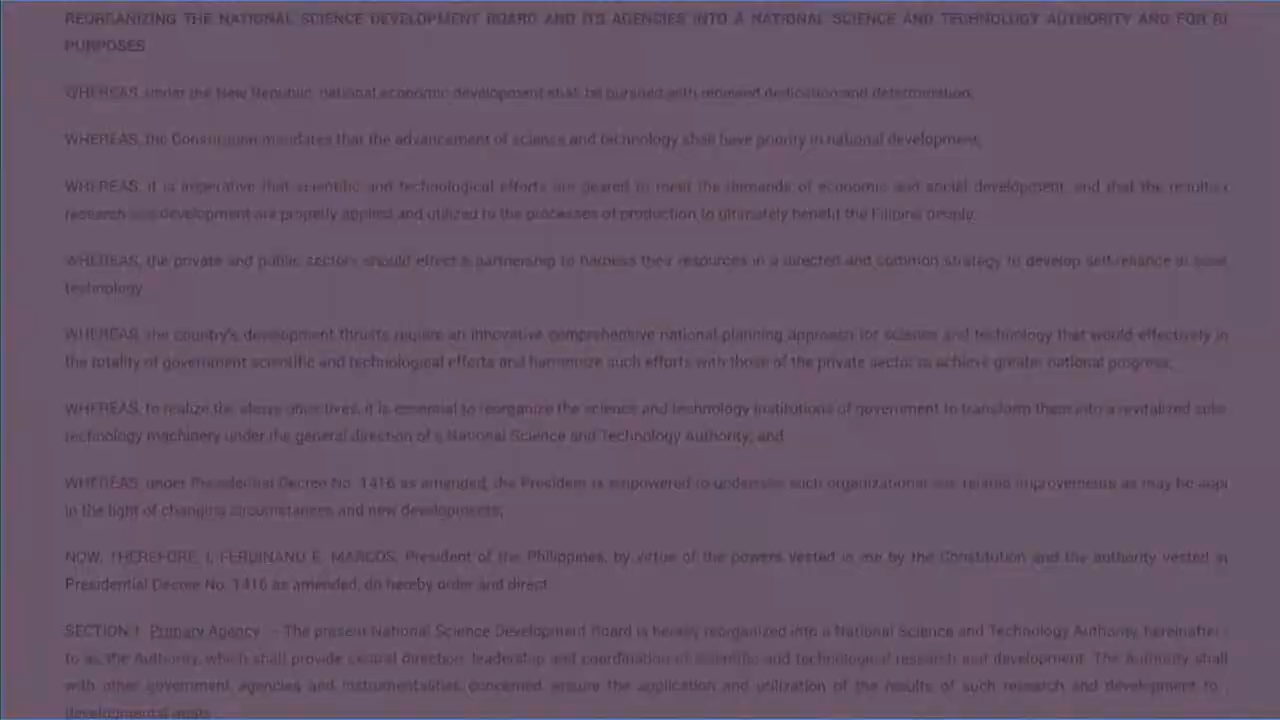 REORGANIZING THE NATIONAL SCIENCE DEVELOPMENT BOARD AND ITS AGENCIES INTO A NATIONAL SCIENCE AND TECHNOLOGY AUTHORITY AND FOR
PURPOSES
WHEREAS, under the New Republic, national economic development shall be pursued with renewed dedication and determination;
WHEREAS, the Constitution mandates that the advancement of science and technology shall have priority in national development;
WHEREAS, it is imperative that scientific and technological efforts are geared to meet the demands of economic and social development, and that the results
research and development are properly applied and utilized to the processes of production to ultimately benefit the Filipino people;
WHEREAS, the private and public sectors should effect a partnership to harness their resources in a directed and common strategy to develop self-reliance in
technology
WHEREAS, the country's development thrusts require an innovative comprehensive national planning approach for science and technology that would effectively
the totality of government scientific and technological efforts and harmonize such efforts with those of the private sector to achieve greater national progress;
WHEREAS, to realize the above objectives, it is essential to reorganize the science and technology institutions of government to transform them into a revitalized
technology machinery under the general direction of a National Science and Technology Authority; and
WHEREAS, under Presidential Decree No. 1416 as amended, the President is empowered to undertake such organizational and related improvements as may be
in the light of changing circumstances and new developments;
NOW, THEREFORE, I, FERDINAND E. MARCOS, President of the Philippines, by virtue of the powers vested in me by the Constitution and the authority vested
Presidential Decree No. 1416 as amended, do hereby order and direct
SECTION 1. Primary Agency. – The present National Science Development Board is hereby reorganized into a National Science and Technology Authority, hereinafter
to as the Authority, which shall provide central direction, leadership and coordination of scientific and technological research and development. The Authority shall
with other government agencies and instrumentalities concerned, ensure the application and utilization of the results of such research and development to
developmental goals.